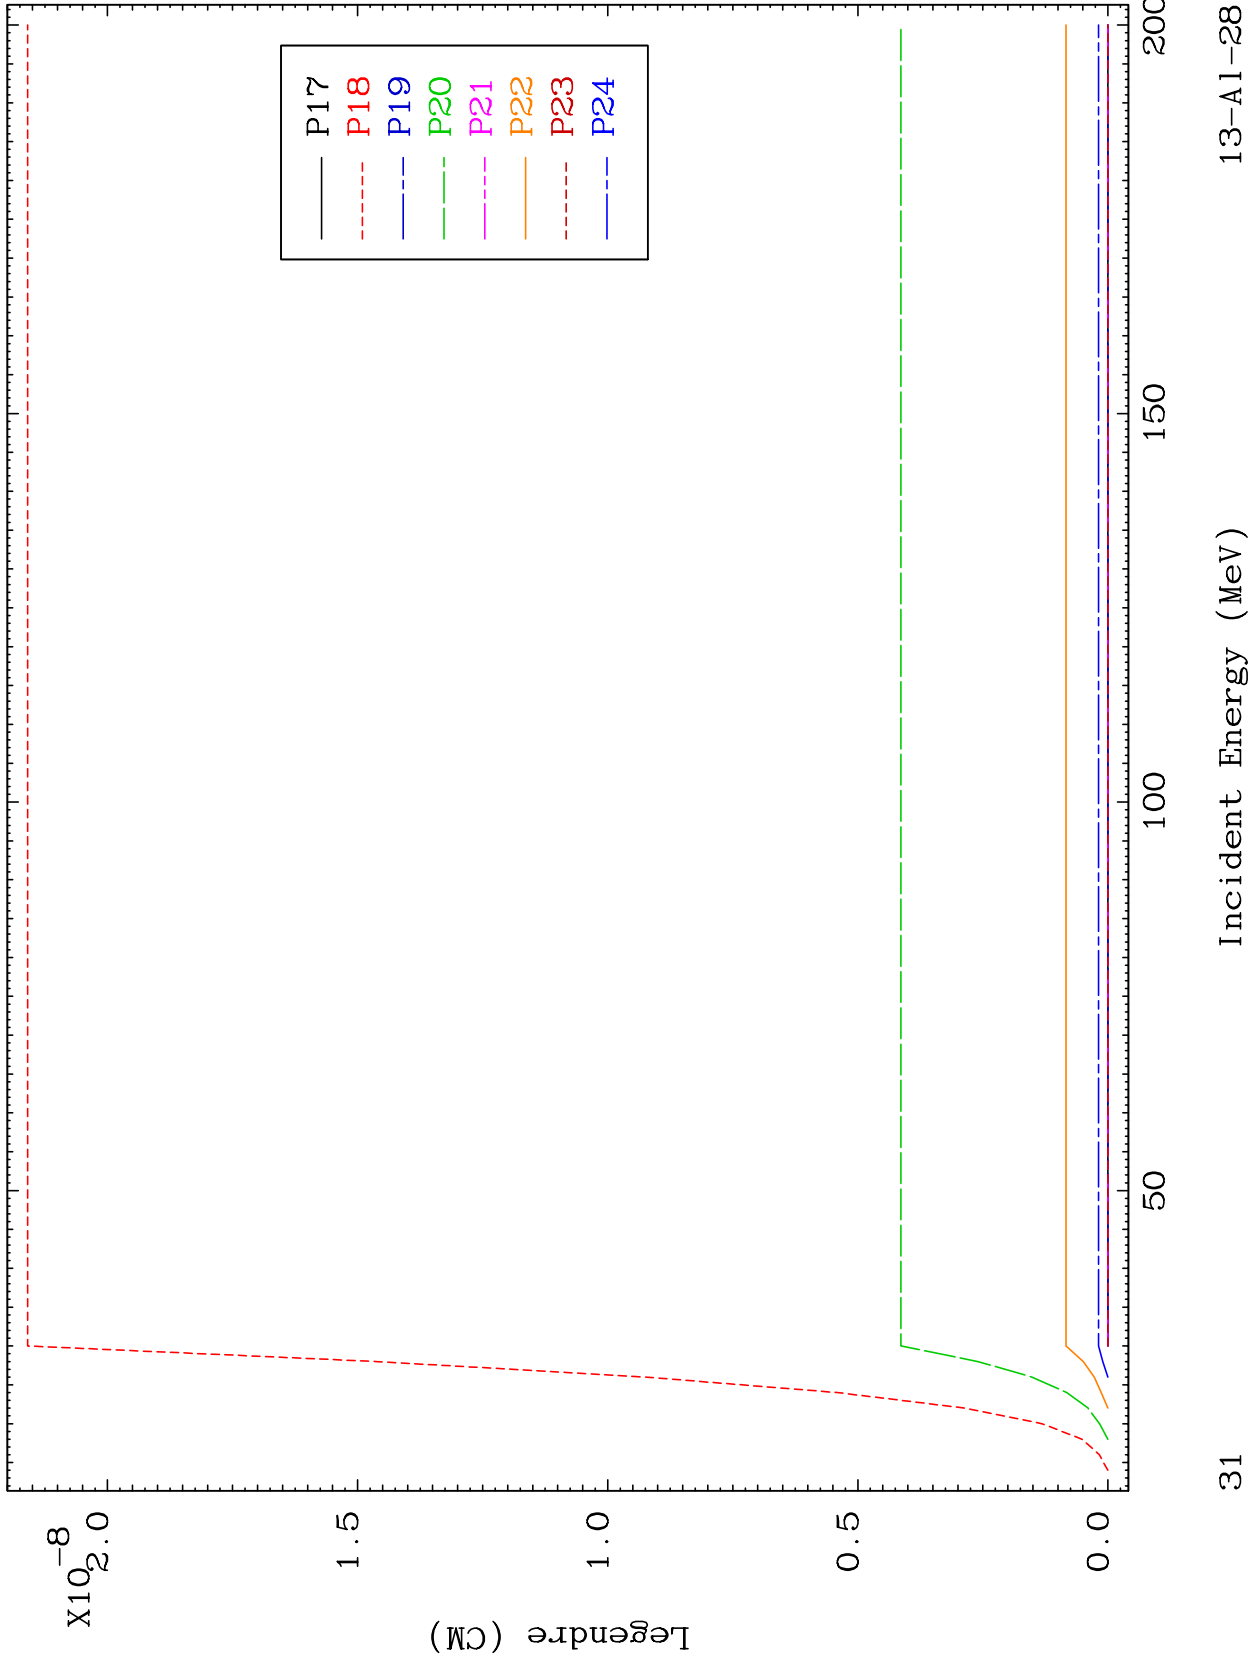 X10-8
2.0
1.5
1.0
0.5
0.0
Legendre (CM)
P17
P18
P19
P20
P21
P22
P23
P24
50
100
150
200
Incident Energy (MeV)
31
13-Al-28